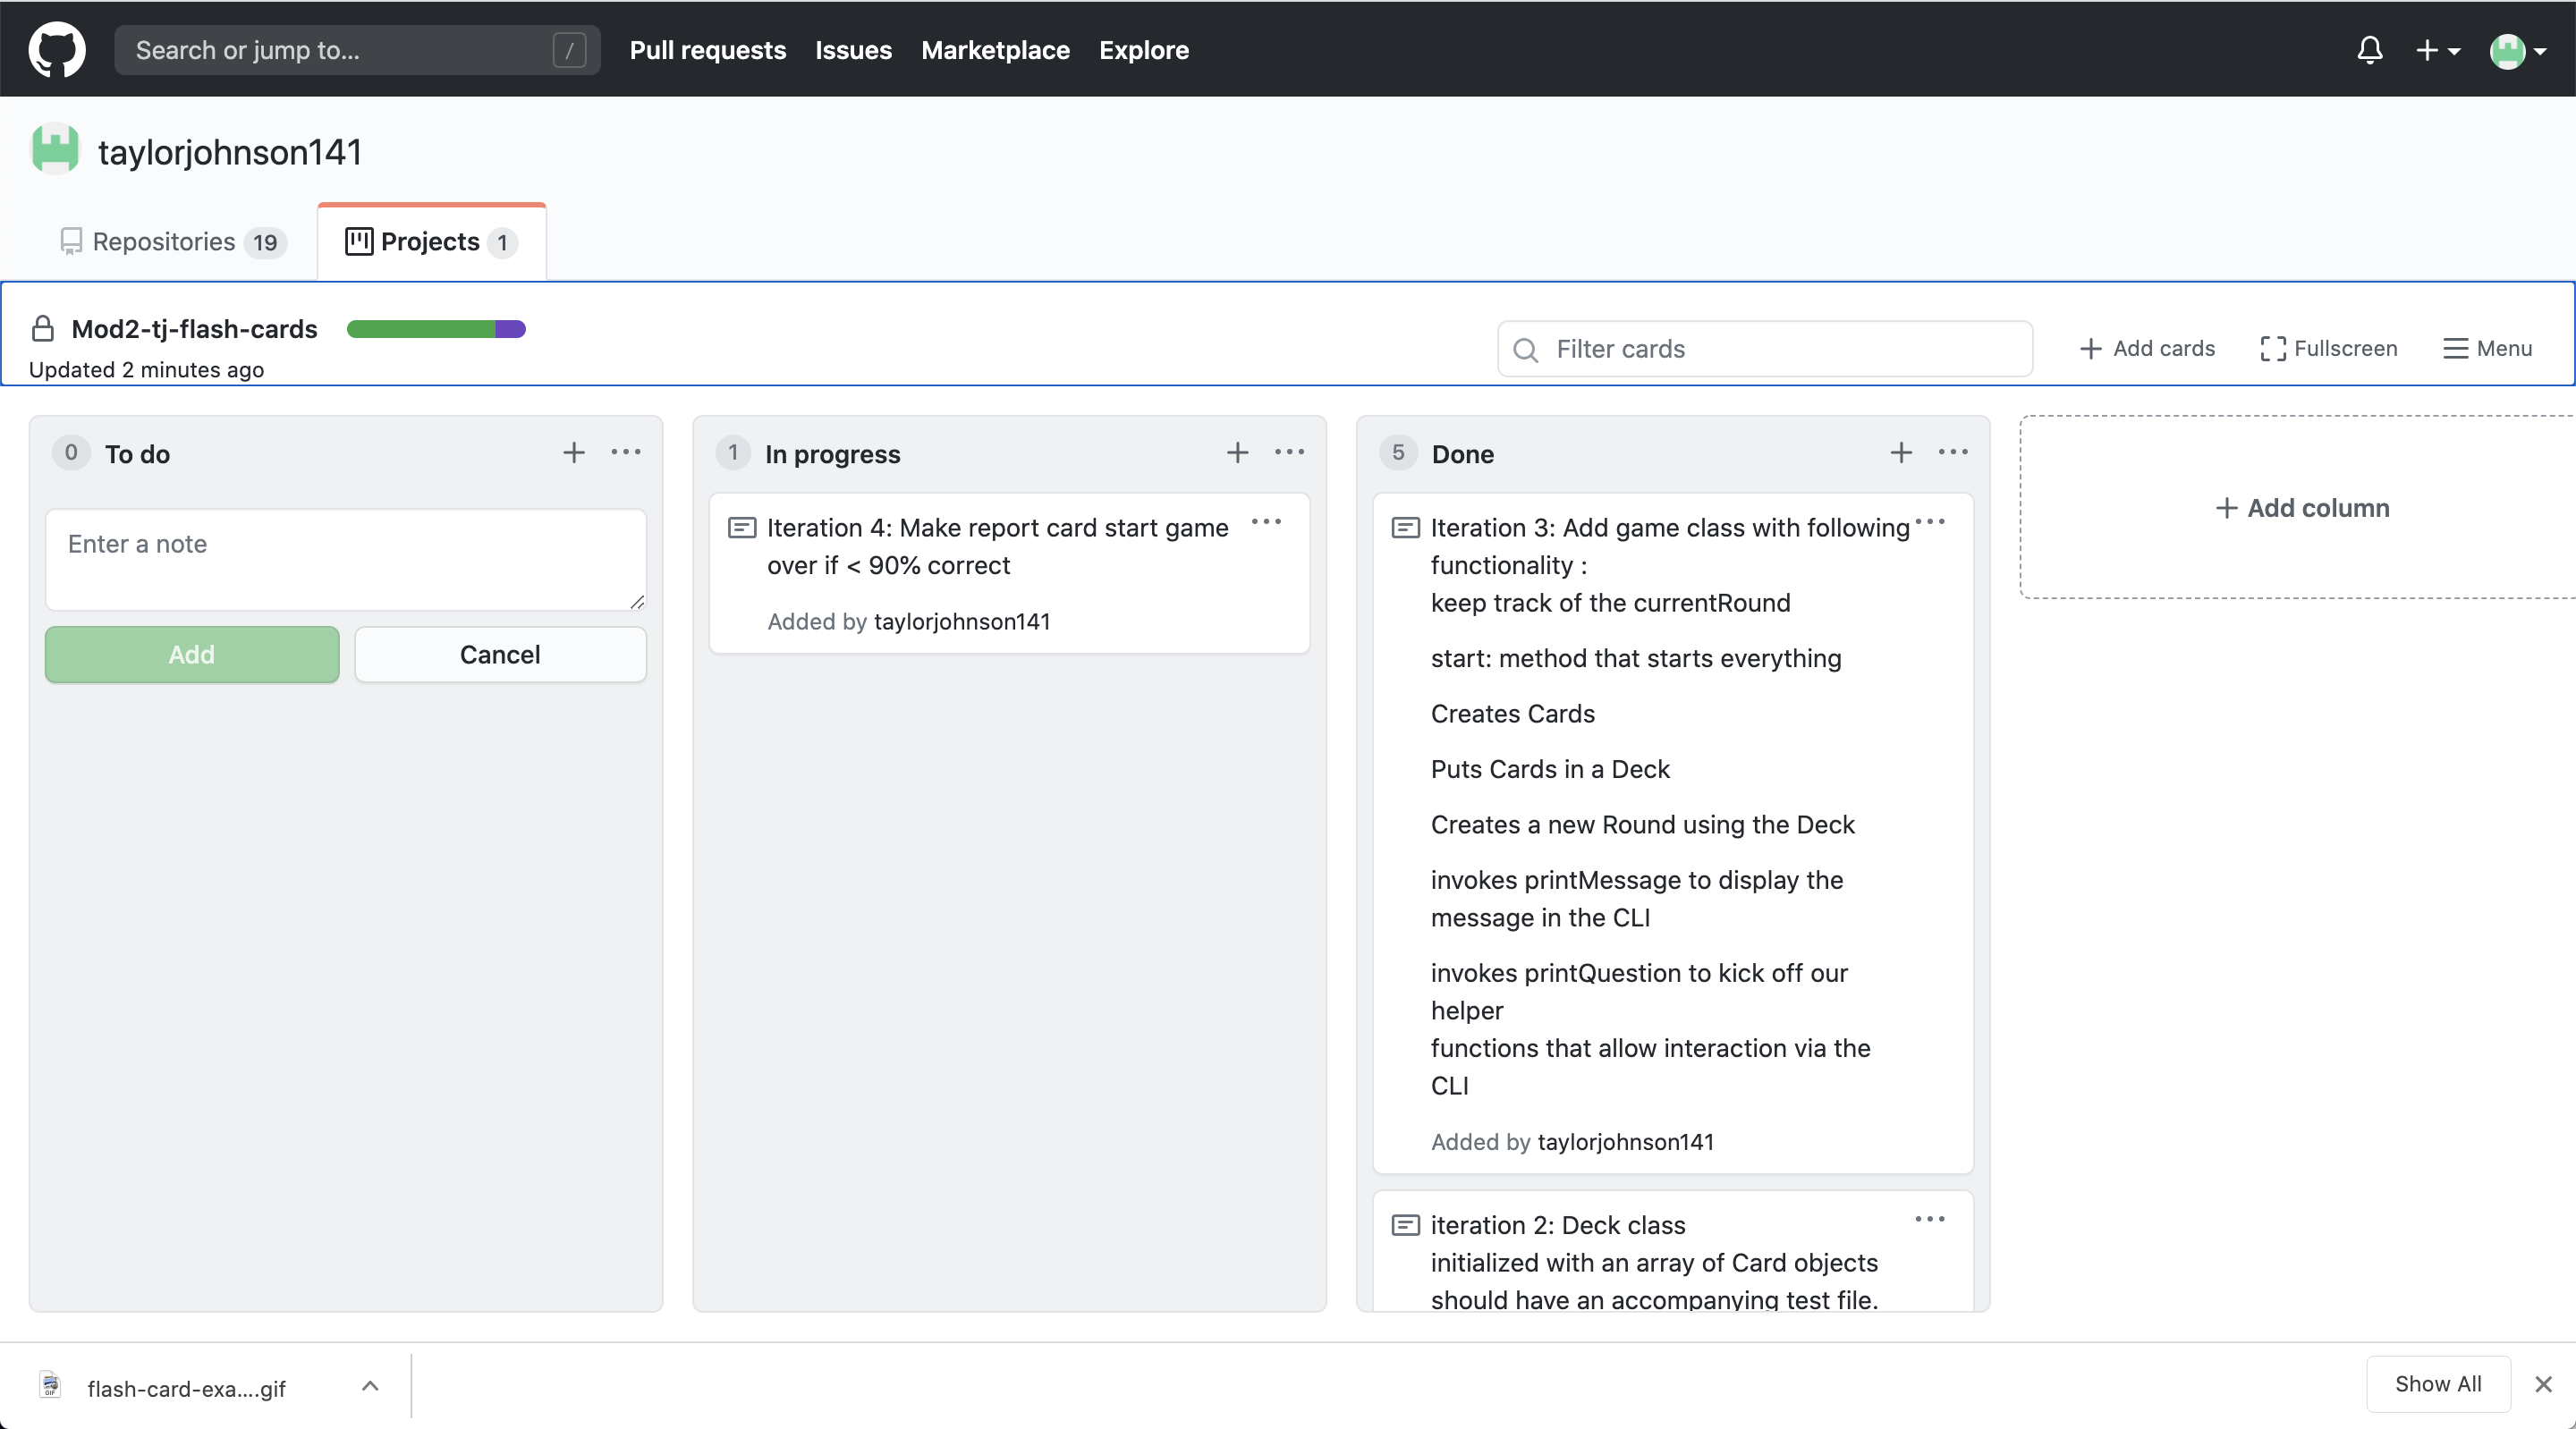 Search or jump to...
/
Pull requests
Issues
Marketplace
Explore
taylorjohnson141
Repositories 19
Projects 1
Mod2-tj-flash-cards
Updated 2 minutes ago
Filter cards
Add cards
Fullscreen
Menu
0 To do
Enter a note
Add
Cancel
1 In progress
Iteration 4: Make report card start game
over if < 90% correct
Added by taylorjohnson141
5 Done
Iteration 3: Add game class with following
functionality :
keep track of the currentRound
start: method that starts everything
Creates Cards
Puts Cards in a Deck
Creates a new Round using the Deck
invokes printMessage to display the
message in the CLI
invokes printQuestion to kick off our
helper
functions that allow interaction via the
CLI
Added by taylorjohnson141
iteration 2: Deck class
initialized with an array of Card objects
should have an accompanying test file.
Add column
GIF
flash-card-exa....gif
Show All